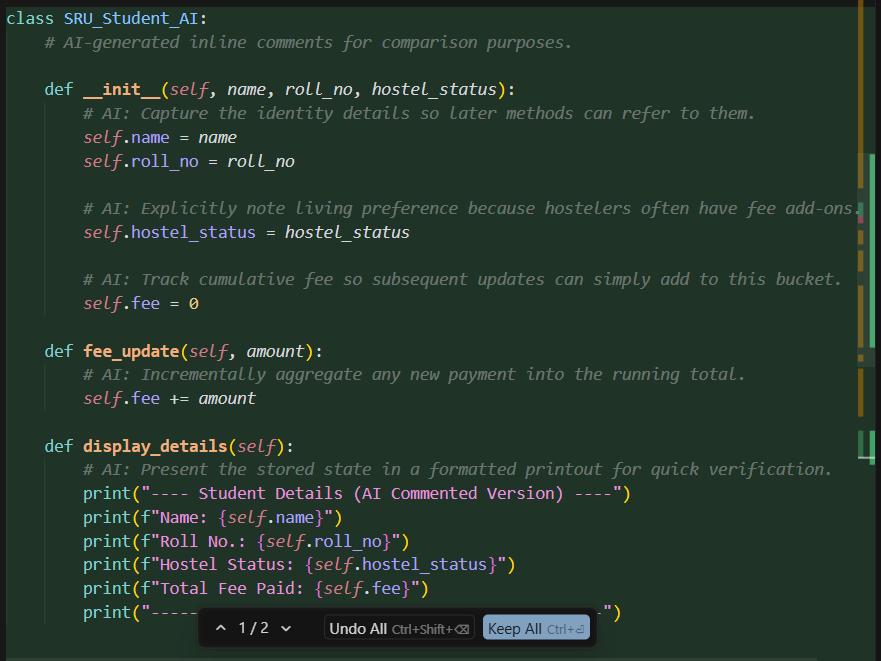 class SRU_Student_AI:
    # AI-generated inline comments for comparison purposes.

    def __init__(self, name, roll_no, hostel_status):
        # AI: Capture the identity details so later methods can refer to them.
        self.name = name
        self.roll_no = roll_no

        # AI: Explicitly note living preference because hostelers often have fee add-ons.
        self.hostel_status = hostel_status

        # AI: Track cumulative fee so subsequent updates can simply add to this bucket.
        self.fee = 0

    def fee_update(self, amount):
        # AI: Incrementally aggregate any new payment into the running total.
        self.fee += amount

    def display_details(self):
        # AI: Present the stored state in a formatted printout for quick verification.
        print("---- Student Details (AI Commented Version) ----")
        print(f"Name: {self.name}")
        print(f"Roll No.: {self.roll_no}")
        print(f"Hostel Status: {self.hostel_status}")
        print(f"Total Fee Paid: {self.fee}")
        print("----- -")
1/2 Undo All Ctrl+Shift+⌫ Keep All Ctrl+⏎